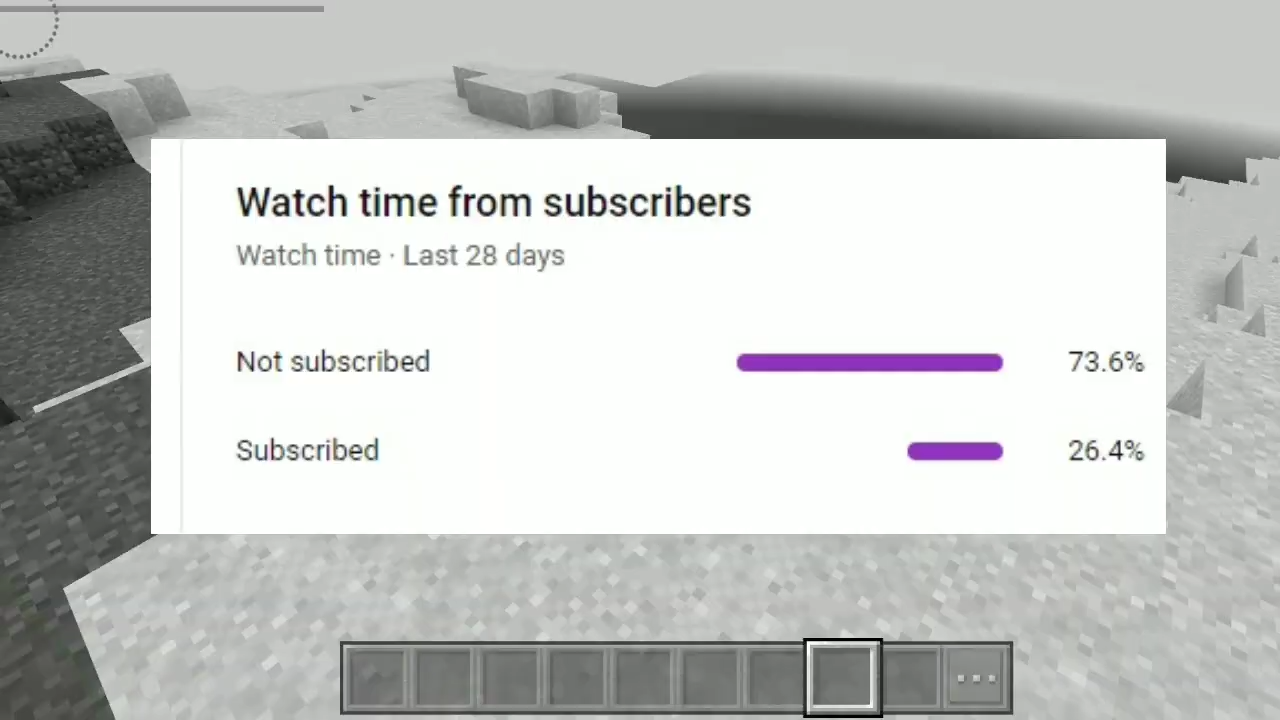 Watch time from subscribers
Watch time · Last 28 days
Not subscribed 73.6%
Subscribed 26.4%